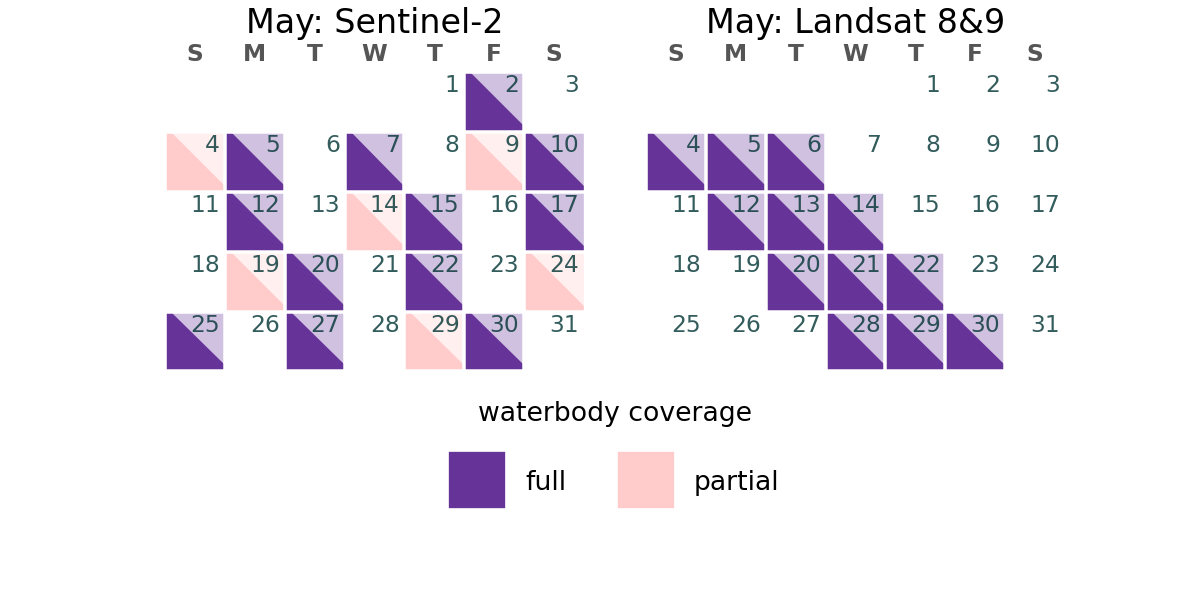 May: Sentinel-2
S M T W T F S
1 2 3
4 5 6 7 8 9 10
11 12 13 14 15 16 17
18 19 20 21 22 23 24
25 26 27 28 29 30 31
May: Landsat 8&9
S M T W T F S
1 2 3
4 5 6 7 8 9 10
11 12 13 14 15 16 17
18 19 20 21 22 23 24
25 26 27 28 29 30 31
waterbody coverage
full
partial